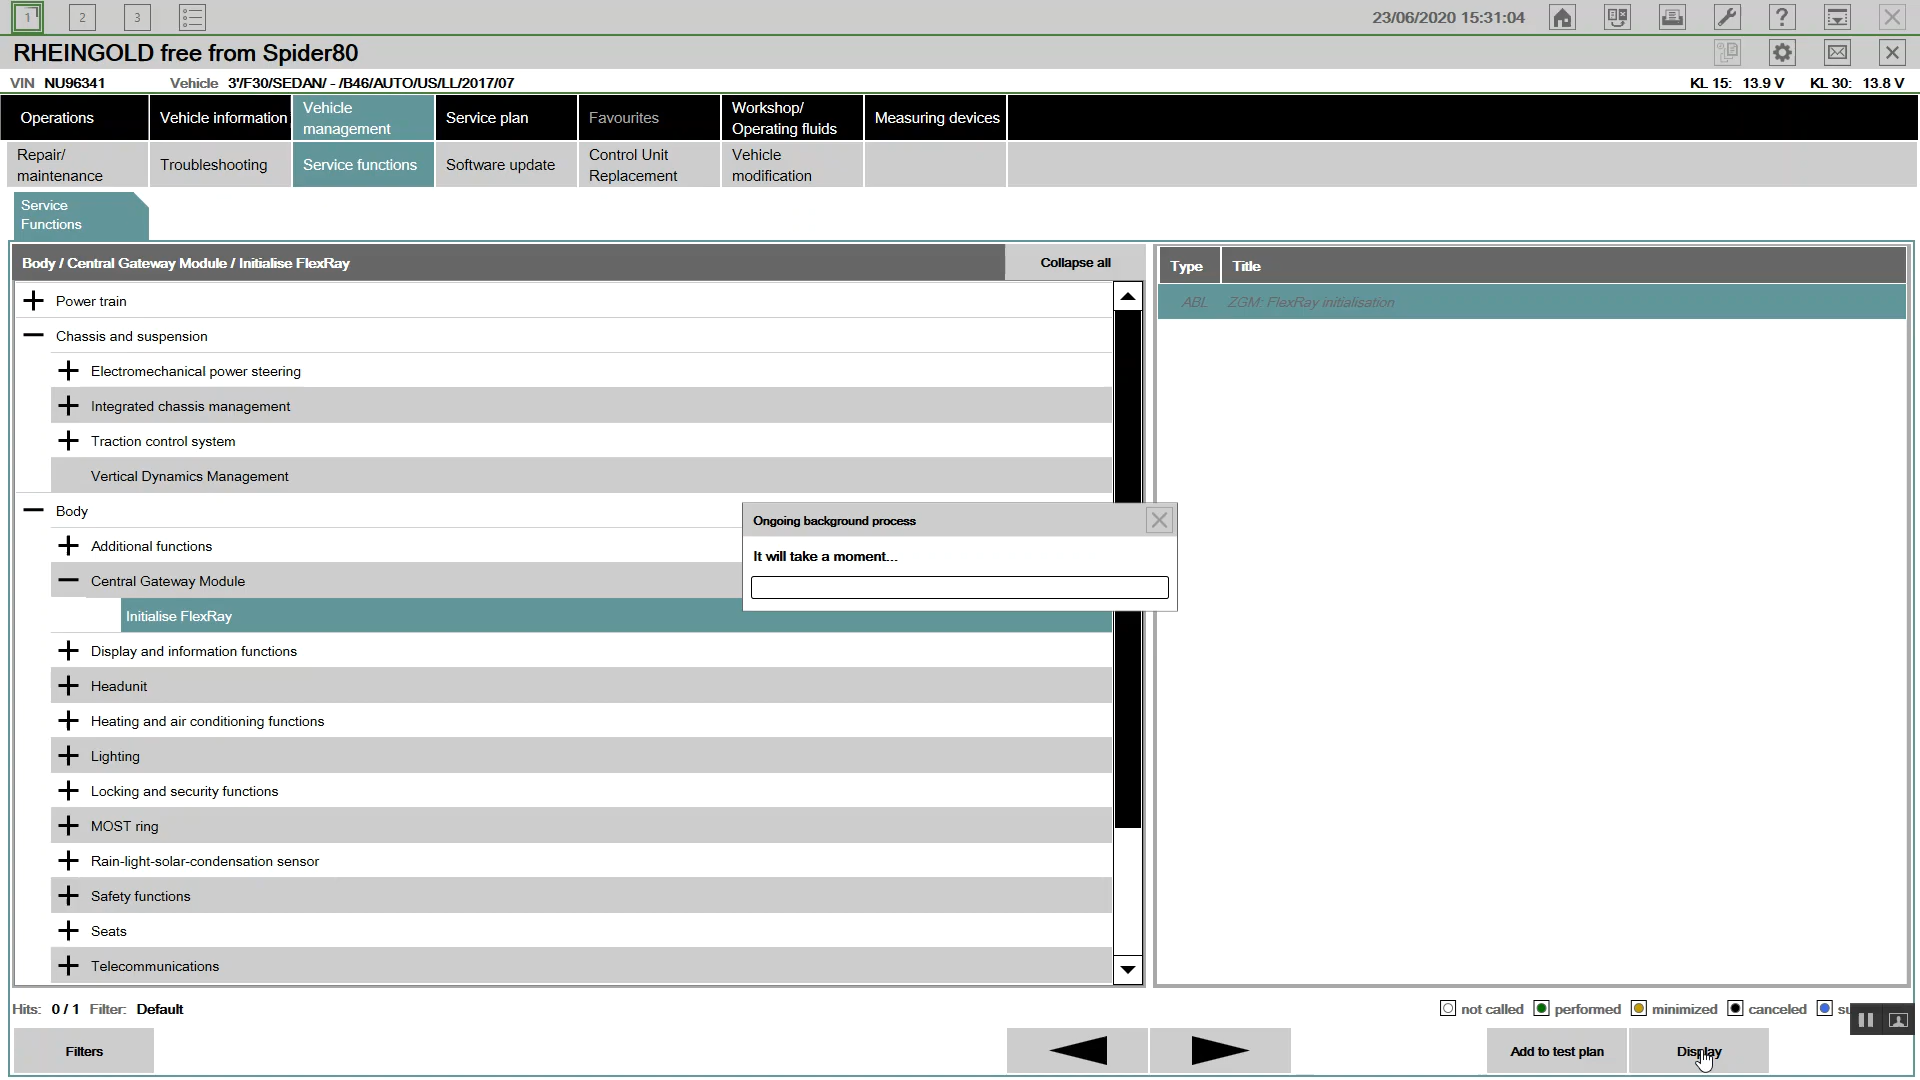 1 2 3 23/06/2020 15:31:04 ?
RHEINGOLD free from Spider80
VIN NU96341 Vehicle 3'/F30/SEDAN/ - /B46/AUTO/US/LL/2017/07 KL 15: 13.9 V KL 30: 13.8 V
Operations
Vehicle information
Vehicle
management
Service plan
Favourites
Workshop/
Operating fluids
Measuring devices
Repair/
maintenance
Troubleshooting
Service functions
Software update
Control Unit
Replacement
Vehicle
modification
Service
Functions
Body / Central Gateway Module / Initialise FlexRay
Collapse all
Type Title
ABL ZGM: FlexRay initialisation
Power train
Chassis and suspension
Electromechanical power steering
Integrated chassis management
Traction control system
Vertical Dynamics Management
Body
Additional functions
Central Gateway Module
Initialise FlexRay
Display and information functions
Headunit
Heating and air conditioning functions
Lighting
Locking and security functions
MOST ring
Rain-light-solar-condensation sensor
Safety functions
Seats
Telecommunications
Ongoing background process
It will take a moment...
Hits: 0 / 1 Filter: Default
not called performed minimized canceled
Filters
Add to test plan
Display